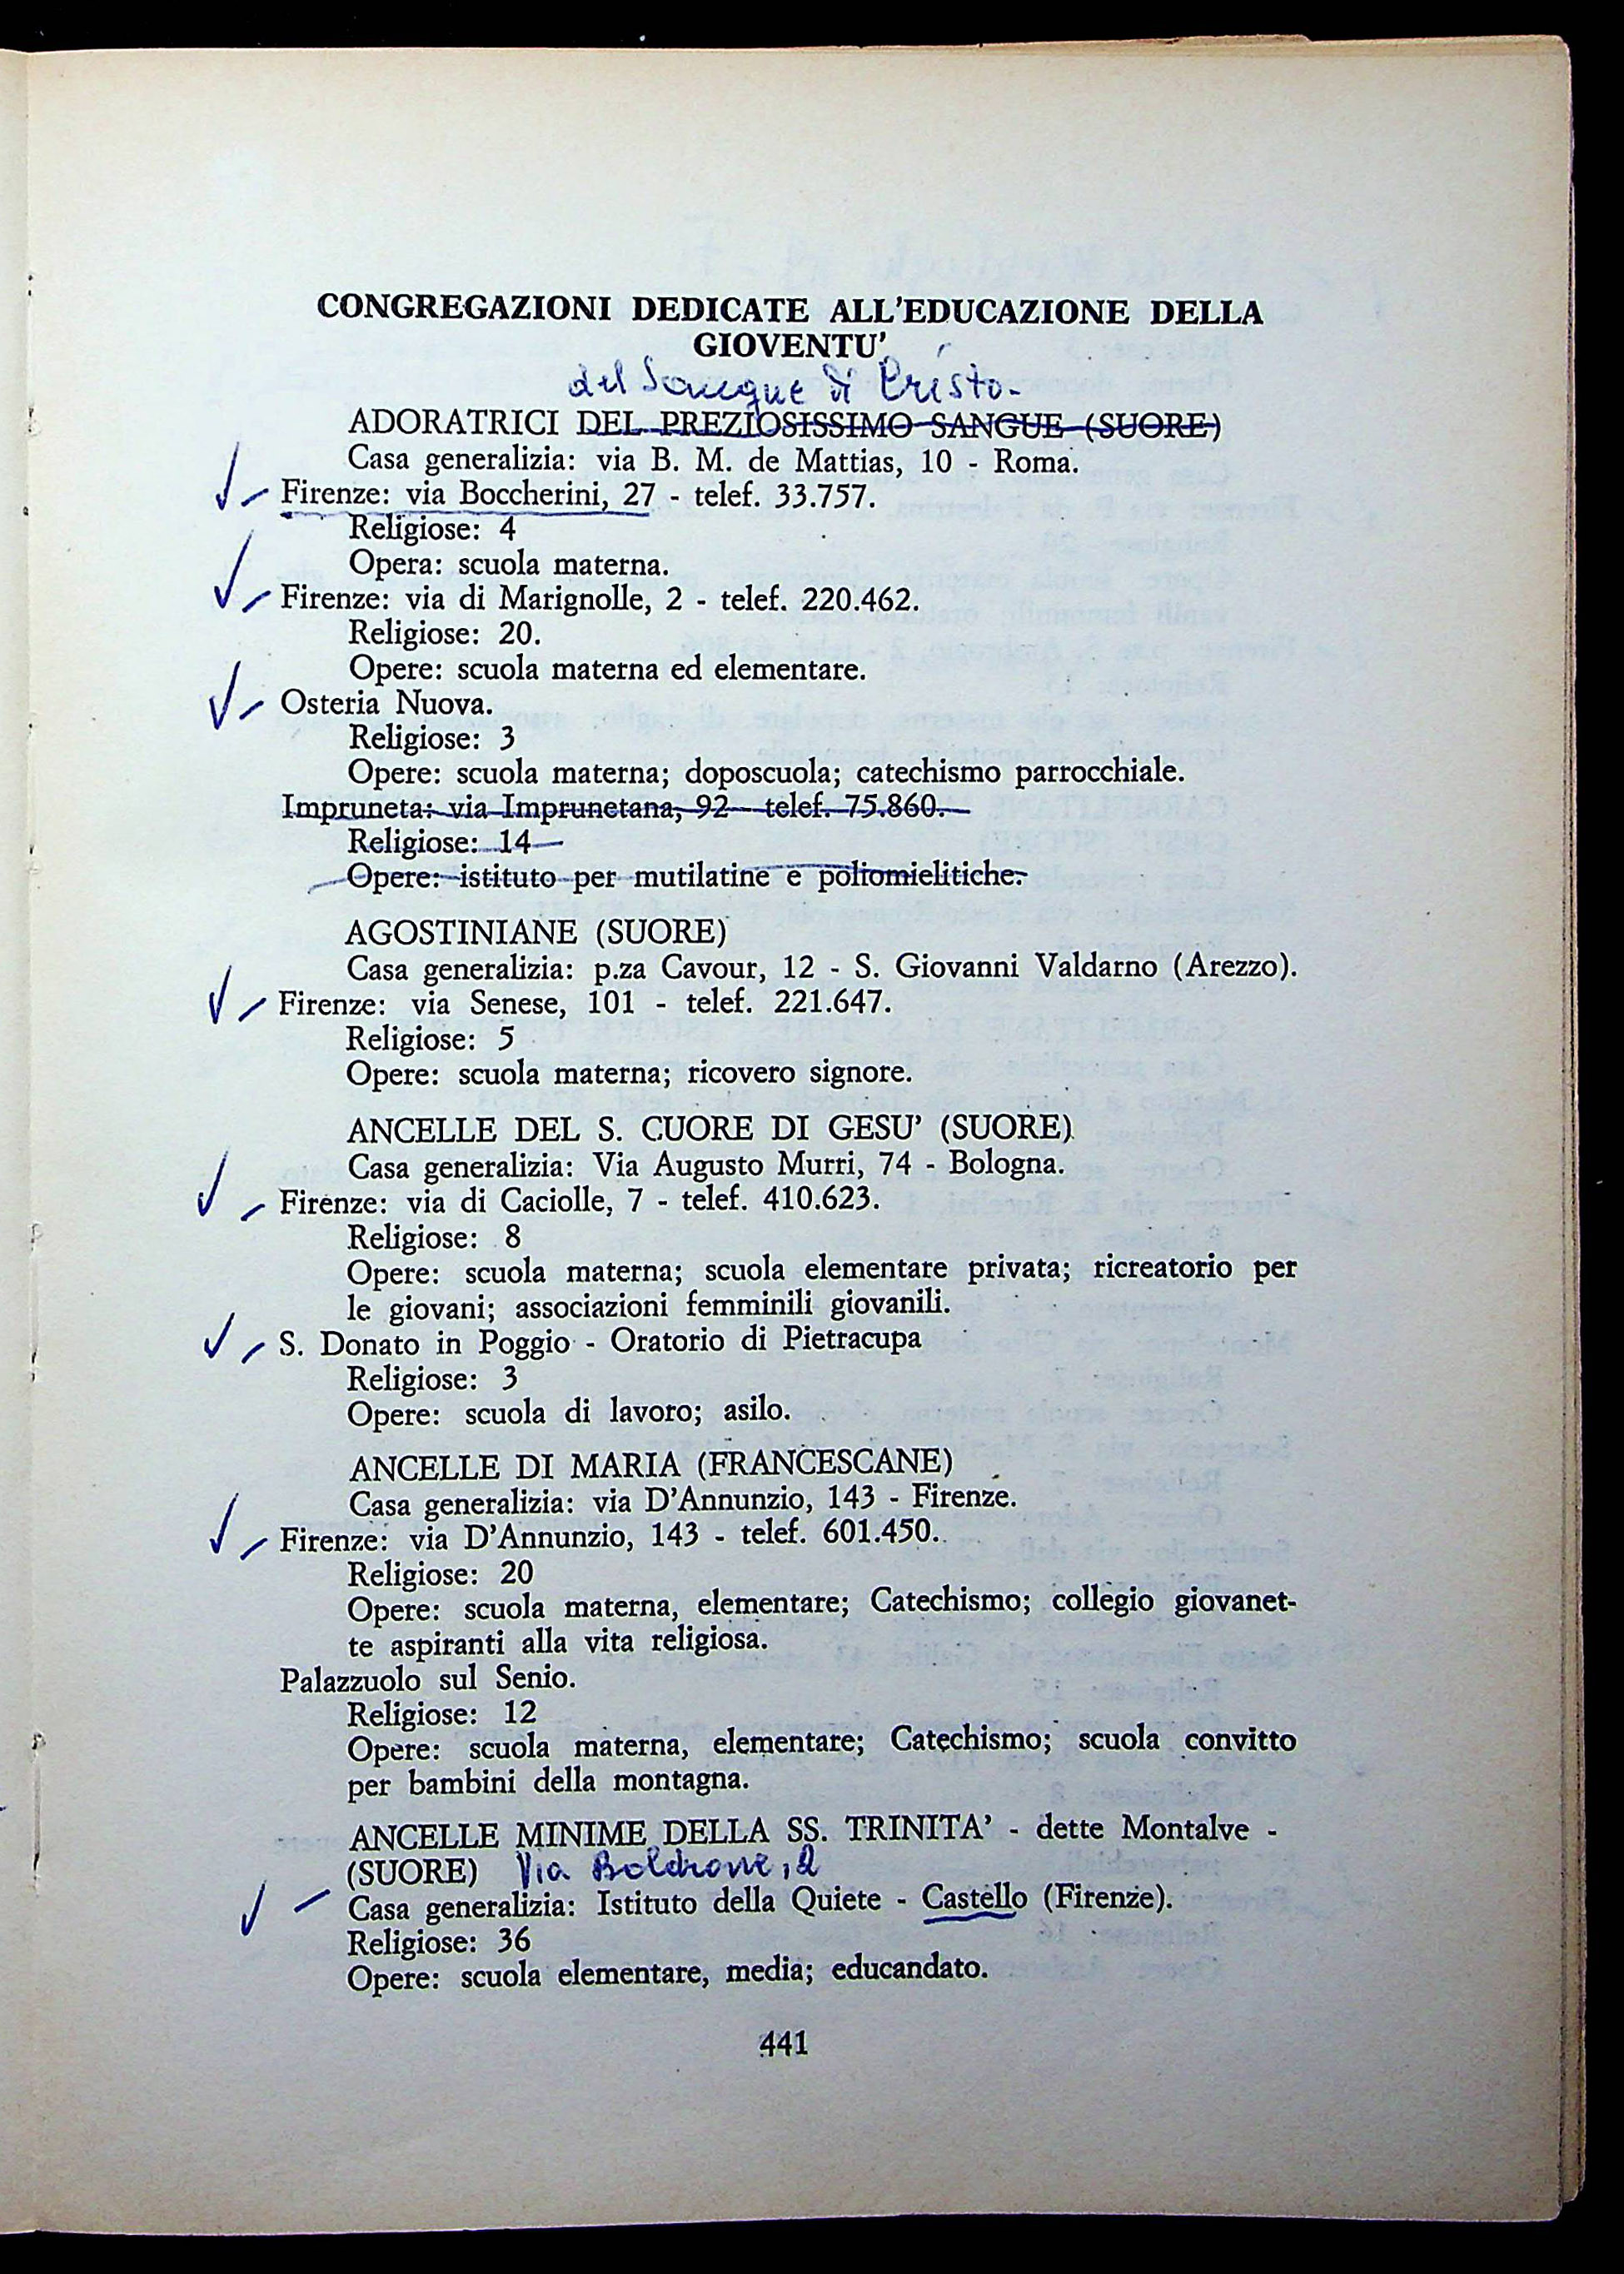 CONGREGAZIONI DEDICATE ALL'EDUCAZIONE DELLA
GIOVENTU'
del Sangue di Cristo-
ADORATRICI DEL PREZIOSISSIMO SANGUE (SUORE)
Casa generalizia: via B. M. de Mattias, 10 - Roma.
Firenze: via Boccherini, 27 - telef. 33.757.
Religiose: 4
Opera: scuola materna.
Firenze: via di Marignolle, 2 - telef. 220.462.
Religiose: 20.
Opere: scuola materna ed elementare.
Osteria Nuova.
Religiose: 3
Opere: scuola materna; doposcuola; catechismo parrocchiale.
Impruneta: via Imprunetana, 92 - telef. 75.860.
Religiose: 14
Opere: istituto per mutilatine e poliomielitiche.
AGOSTINIANE (SUORE)
Casa generalizia: p.za Cavour, 12 - S. Giovanni Valdarno (Arezzo).
Firenze: via Senese, 101 - telef. 221.647.
Religiose: 5
Opere: scuola materna; ricovero signore.
ANCELLE DEL S. CUORE DI GESU' (SUORE)
Casa generalizia: Via Augusto Murri, 74 - Bologna.
Firenze: via di Caciolle, 7 - telef. 410.623.
Religiose: 8
Opere: scuola materna; scuola elementare privata; ricreatorio per
le giovani; associazioni femminili giovanili.
S. Donato in Poggio - Oratorio di Pietracupa
Religiose: 3
Opere: scuola di lavoro; asilo.
ANCELLE DI MARIA (FRANCESCANE)
Casa generalizia: via D'Annunzio, 143 - Firenze.
Firenze: via D'Annunzio, 143 - telef. 601.450.
Religiose: 20
Opere: scuola materna, elementare; Catechismo; collegio giovanet-
te aspiranti alla vita religiosa.
Palazzuolo sul Senio.
Religiose: 12
Opere: scuola materna, elementare; Catechismo; scuola convitto
per bambini della montagna.
ANCELLE MINIME DELLA SS. TRINITA' - dette Montalve -
(SUORE) Via Boldrone, 2
Casa generalizia: Istituto della Quiete - Castello (Firenze).
Religiose: 36
Opere: scuola elementare, media; educandato.
441